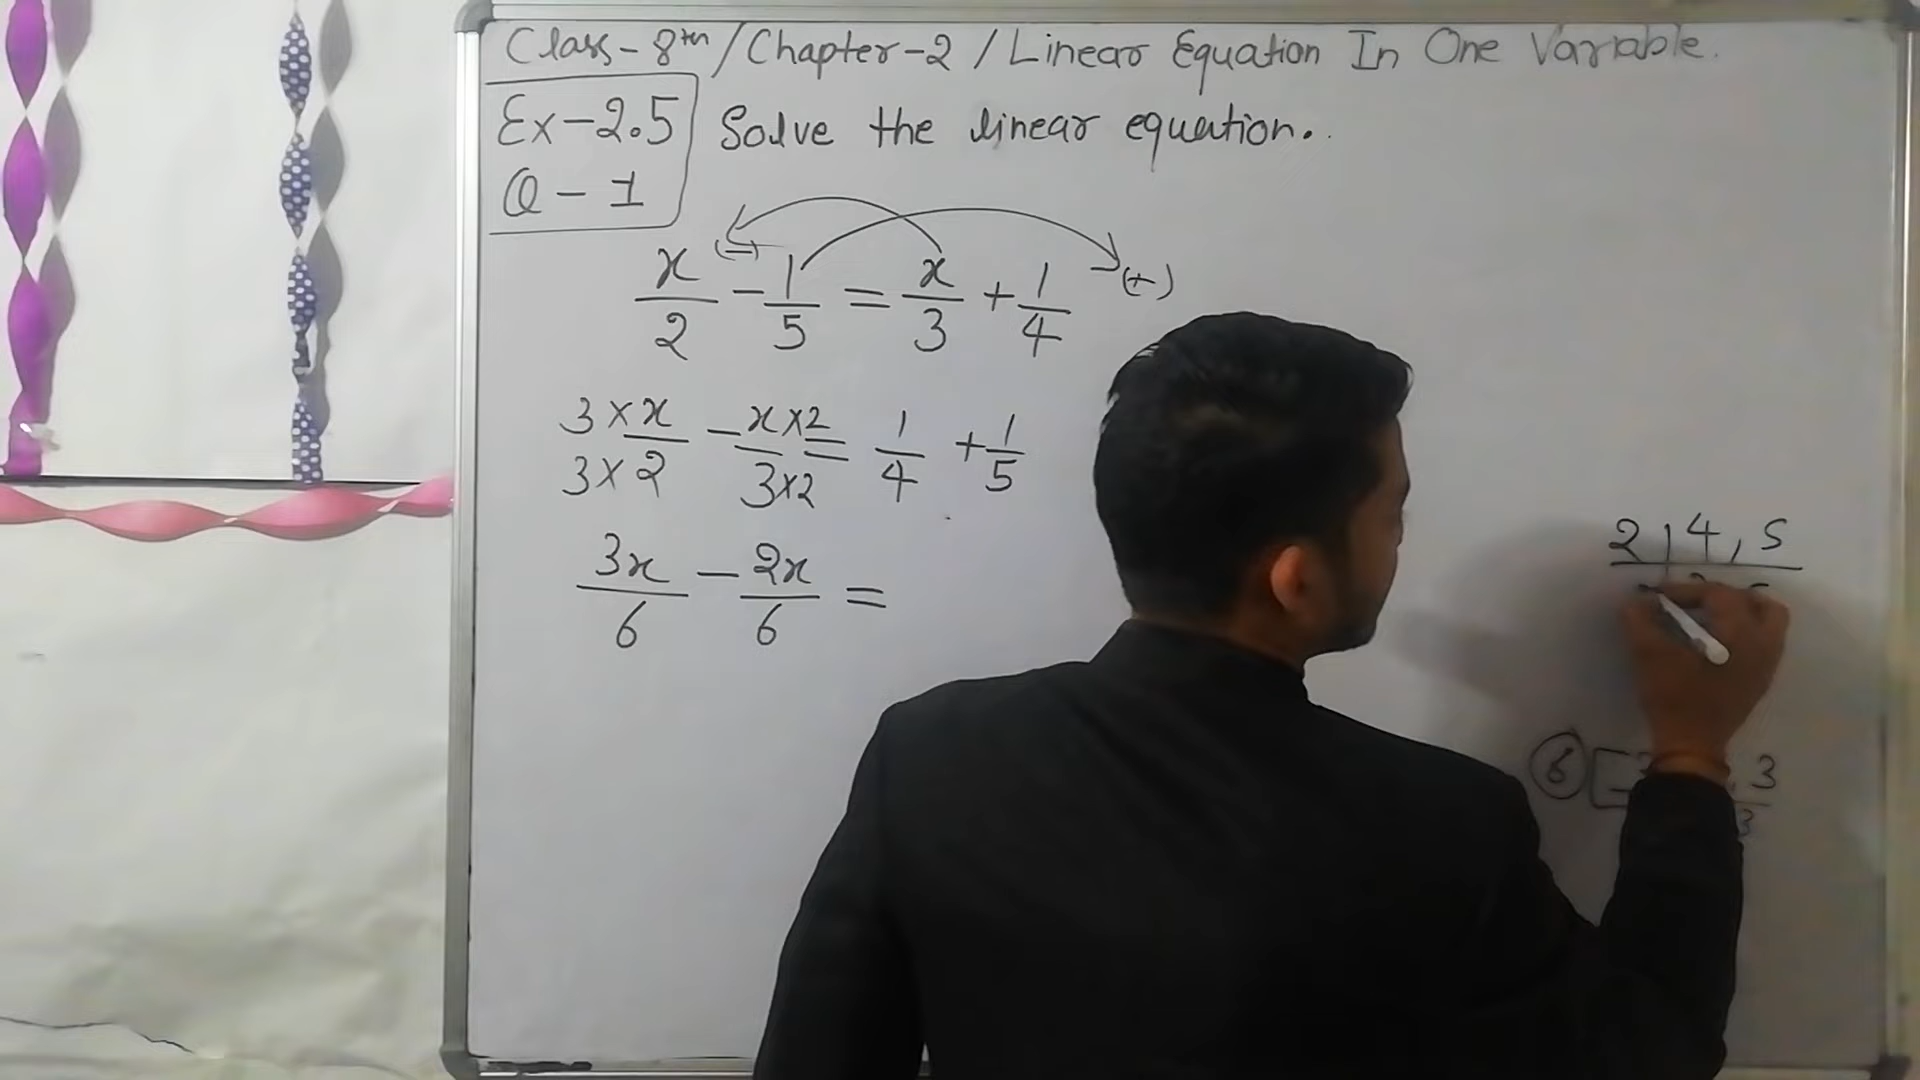 Class-8th/Chapter-2/Linear Equation In One Variable.
Ex-2.5 Solve the linear equation.
Q-1
(-) (+)
x/2 - 1/5 = x/3 + 1/4
3×x/3×2 - x×2/3×2 = 1/4 + 1/5
3x/6 - 2x/6 =
2|4,5
6
3
3